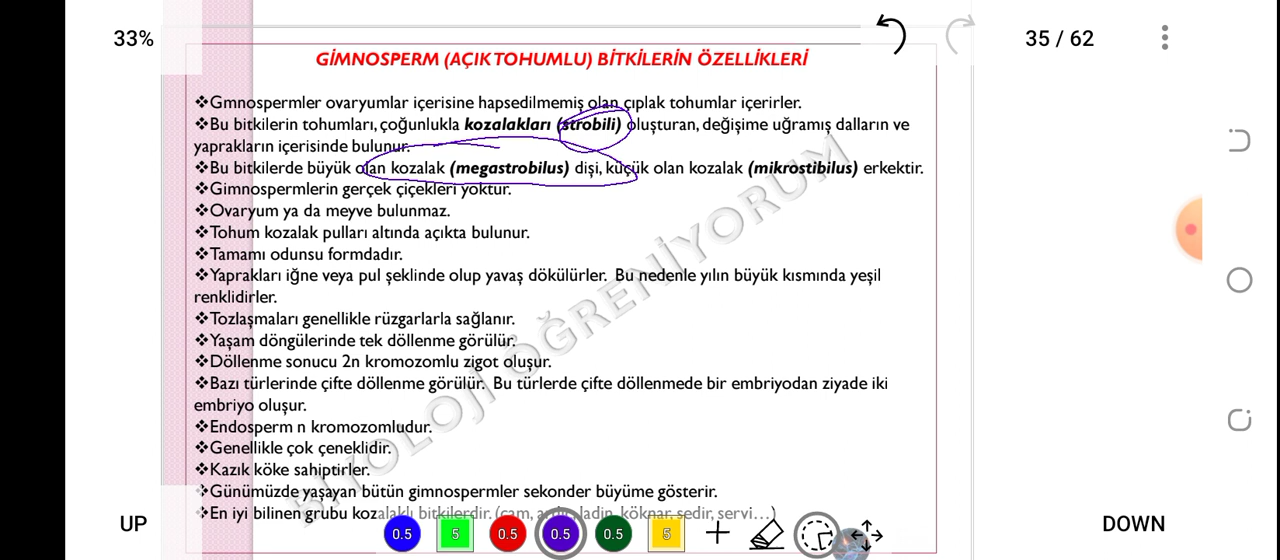 33%
35 / 62
GİMNOSPERM (AÇIK TOHUMLU) BİTKİLERİN ÖZELLİKLERİ
❖Gmnospermler ovaryumlar içerisine hapsedilmemiş olan çıplak tohumlar içerirler.
❖Bu bitkilerin tohumları, çoğunlukla kozalakları (strobili) oluşturan, değişime uğramış dalların ve
yaprakların içerisinde bulunur.
❖Bu bitkilerde büyük olan kozalak (megastrobilus) dişi, küçük olan kozalak (mikrostibilus) erkektir.
❖Gimnospermlerin gerçek çiçekleri yoktur.
❖Ovaryum ya da meyve bulunmaz.
❖Tohum kozalak pulları altında açıkta bulunur.
❖Tamamı odunsu formdadır.
❖Yaprakları iğne veya pul şeklinde olup yavaş dökülürler. Bu nedenle yılın büyük kısmında yeşil
renklidirler.
❖Tozlaşmaları genellikle rüzgarlarla sağlanır.
❖Yaşam döngülerinde tek döllenme görülür.
❖Döllenme sonucu 2n kromozomlu zigot oluşur.
❖Bazı türlerinde çifte döllenme görülür. Bu türlerde çifte döllenmede bir embriyodan ziyade iki
embriyo oluşur.
❖Endosperm n kromozomludur.
❖Genellikle çok çeneklidir.
❖Kazık köke sahiptirler.
❖Günümüzde yaşayan bütün gimnospermler sekonder büyüme gösterir.
❖En iyi bilinen grubu kozalaklı bitkilerdir. (çam, ardıç, ladin, köknar, sedir, servi…)
BİYOLOJİ ÖĞRENİYORUM
UP
0.5 5 0.5 0.5 0.5 5
DOWN